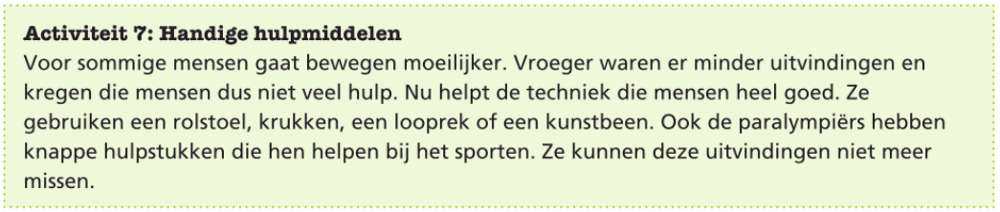 Activiteit 7: Handige hulpmiddelen
Voor sommige mensen gaat bewegen moeilijker. Vroeger waren er minder uitvindingen en
kregen die mensen dus niet veel hulp. Nu helpt de techniek die mensen heel goed. Ze
gebruiken een rolstoel, krukken, een looprek of een kunstbeen. Ook de paralympiërs hebben
knappe hulpstukken die hen helpen bij het sporten. Ze kunnen deze uitvindingen niet meer
missen.